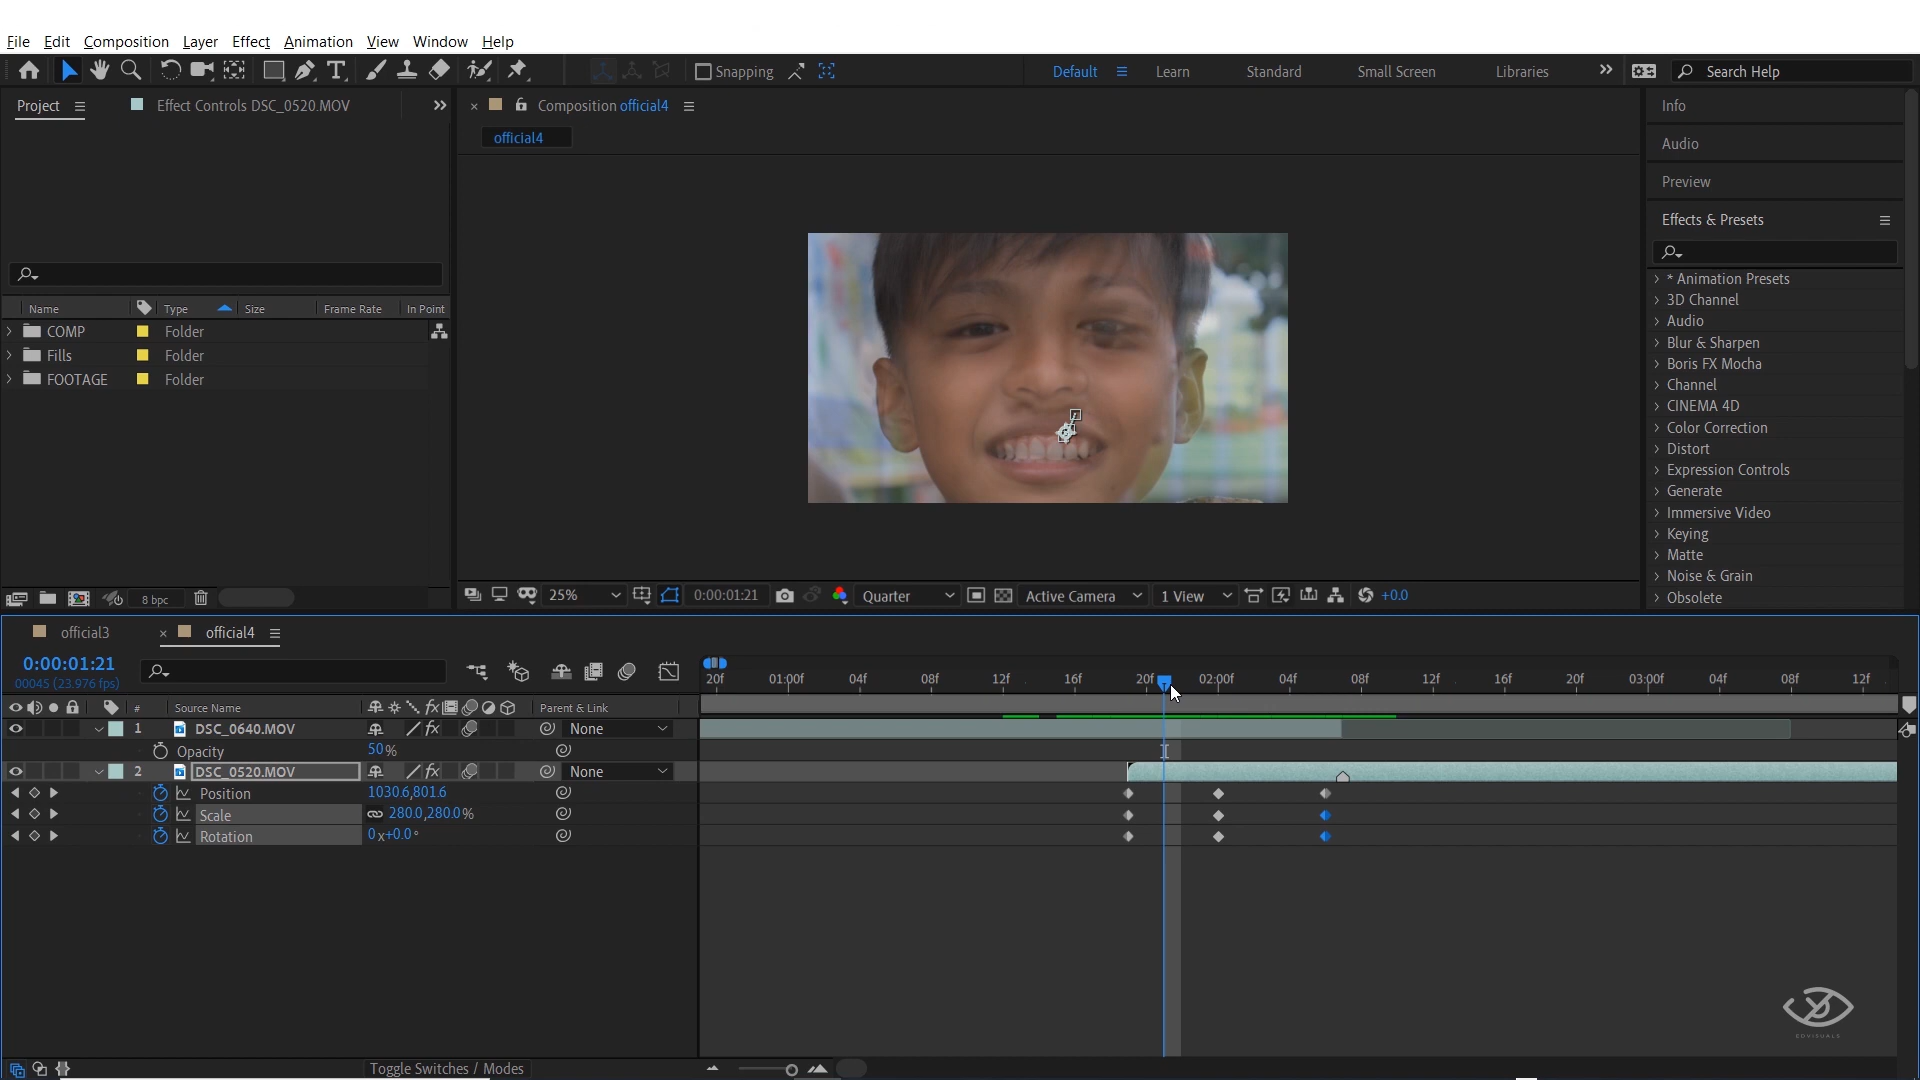 File Edit Composition Layer Effect Animation View Window Help
Snapping Default Learn Standard Small Screen Libraries Search Help
Project Effect Controls DSC_0520.MOV
Composition official4
official4
Name Type Size Frame Rate In Point
COMP Folder
Fills Folder
FOOTAGE Folder
8 bpc
25% 0:00:01:21 Quarter Active Camera 1 View +0.0
Info
Audio
Preview
Effects & Presets
* Animation Presets
3D Channel
Audio
Blur & Sharpen
Boris FX Mocha
Channel
CINEMA 4D
Color Correction
Distort
Expression Controls
Generate
Immersive Video
Keying
Matte
Noise & Grain
Obsolete
official3 official4
0:00:01:21
00045 (23.976 fps)
20f 01:00f 04f 08f 12f 16f 20f 02:00f 04f 08f 12f 16f 20f 03:00f 04f 08f 12f
# Source Name Parent & Link
1 DSC_0640.MOV None
Opacity 50%
2 DSC_0520.MOV None
Position 1030.6,801.6
Scale 280.0,280.0%
Rotation 0x+0.0°
Toggle Switches / Modes
EDVISUALS